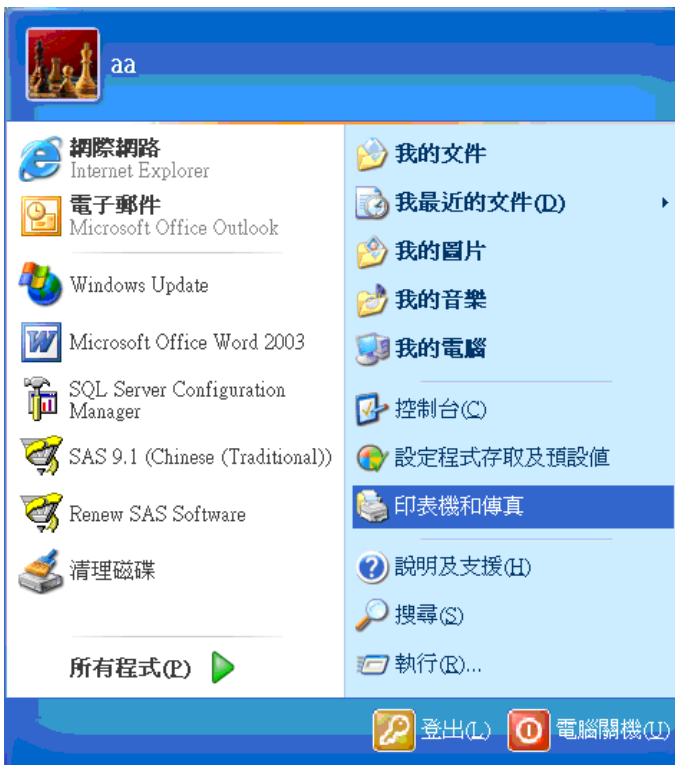 aa
網際網路
Internet Explorer
電子郵件
Microsoft Office Outlook
Windows Update
Microsoft Office Word 2003
SQL Server Configuration
Manager
SAS 9.1 (Chinese (Traditional))
Renew SAS Software
清理磁碟
所有程式(P)
我的文件
我最近的文件(D)
我的圖片
我的音樂
我的電腦
控制台(C)
設定程式存取及預設值
印表機和傳真
說明及支援(H)
搜尋(S)
執行(R)...
登出(L)
電腦關機(U)